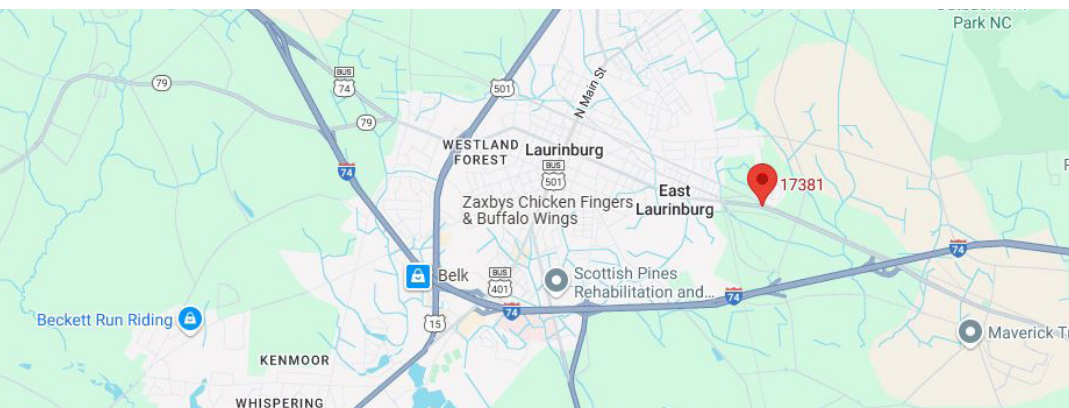 Park NC
79
BUS
74
501
N Main St
79
WESTLAND
FOREST
Laurinburg
74
BUS
501
17381
East
Laurinburg
Zaxbys Chicken Fingers
& Buffalo Wings
74
Belk
BUS
401
Scottish Pines
Rehabilitation and...
74
74
Beckett Run Riding
15
Maverick T
KENMOOR
WHISPERING